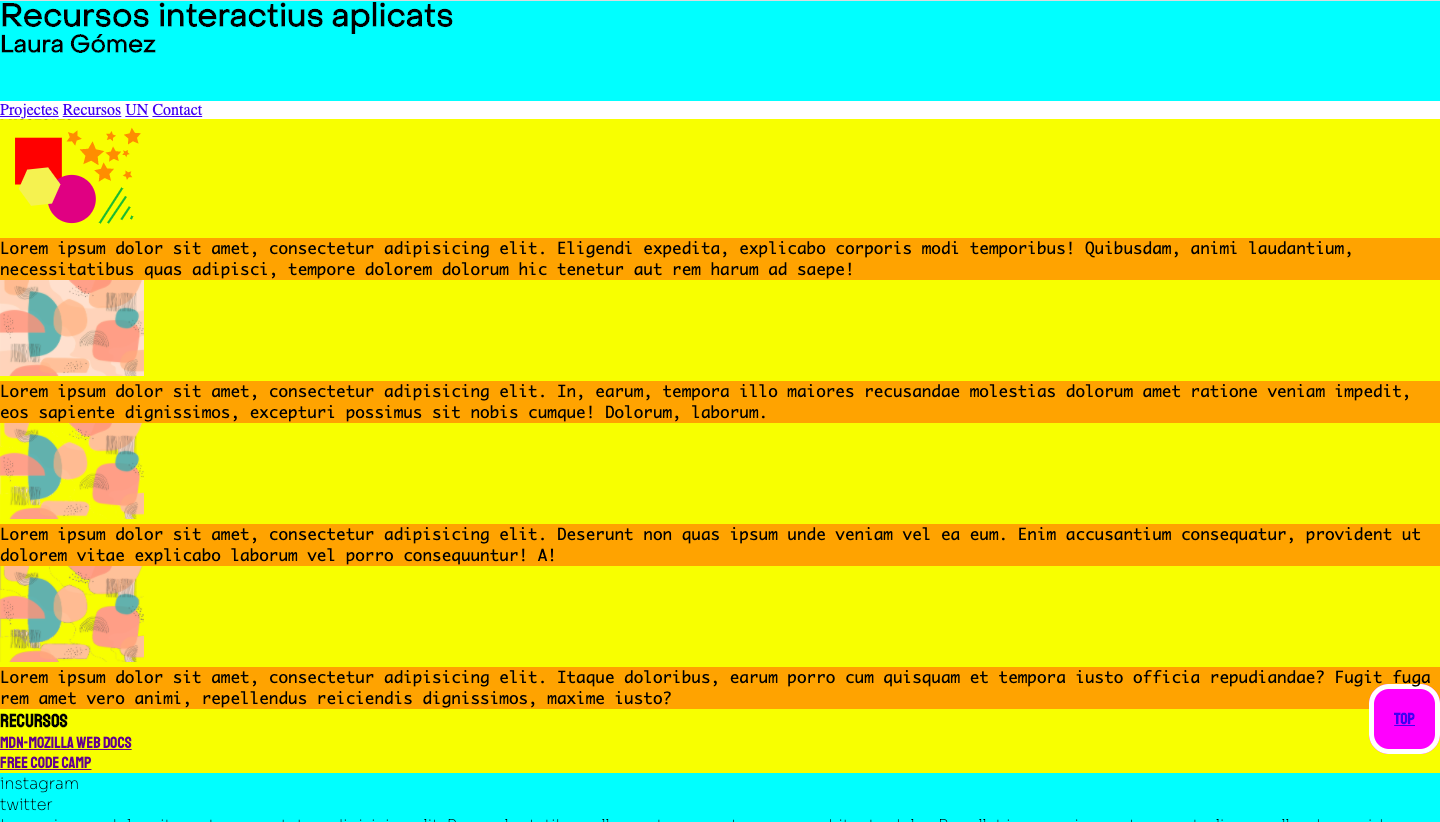 Recursos interactius aplicats
Laura Gómez
Projectes Recursos UN Contact
Lorem ipsum dolor sit amet, consectetur adipisicing elit. Eligendi expedita, explicabo corporis modi temporibus! Quibusdam, animi laudantium,
necessitatibus quas adipisci, tempore dolorem dolorum hic tenetur aut rem harum ad saepe!
Lorem ipsum dolor sit amet, consectetur adipisicing elit. In, earum, tempora illo maiores recusandae molestias dolorum amet ratione veniam impedit,
eos sapiente dignissimos, excepturi possimus sit nobis cumque! Dolorum, laborum.
Lorem ipsum dolor sit amet, consectetur adipisicing elit. Deserunt non quas ipsum unde veniam vel ea eum. Enim accusantium consequatur, provident ut
dolorem vitae explicabo laborum vel porro consequuntur! A!
Lorem ipsum dolor sit amet, consectetur adipisicing elit. Itaque doloribus, earum porro cum quisquam et tempora iusto officia repudiandae? Fugit fuga
rem amet vero animi, repellendus reiciendis dignissimos, maxime iusto?
RECURSOS
TOP
MDN-MOZILLA WEB DOCS
FREE CODE CAMP
instagram
twitter